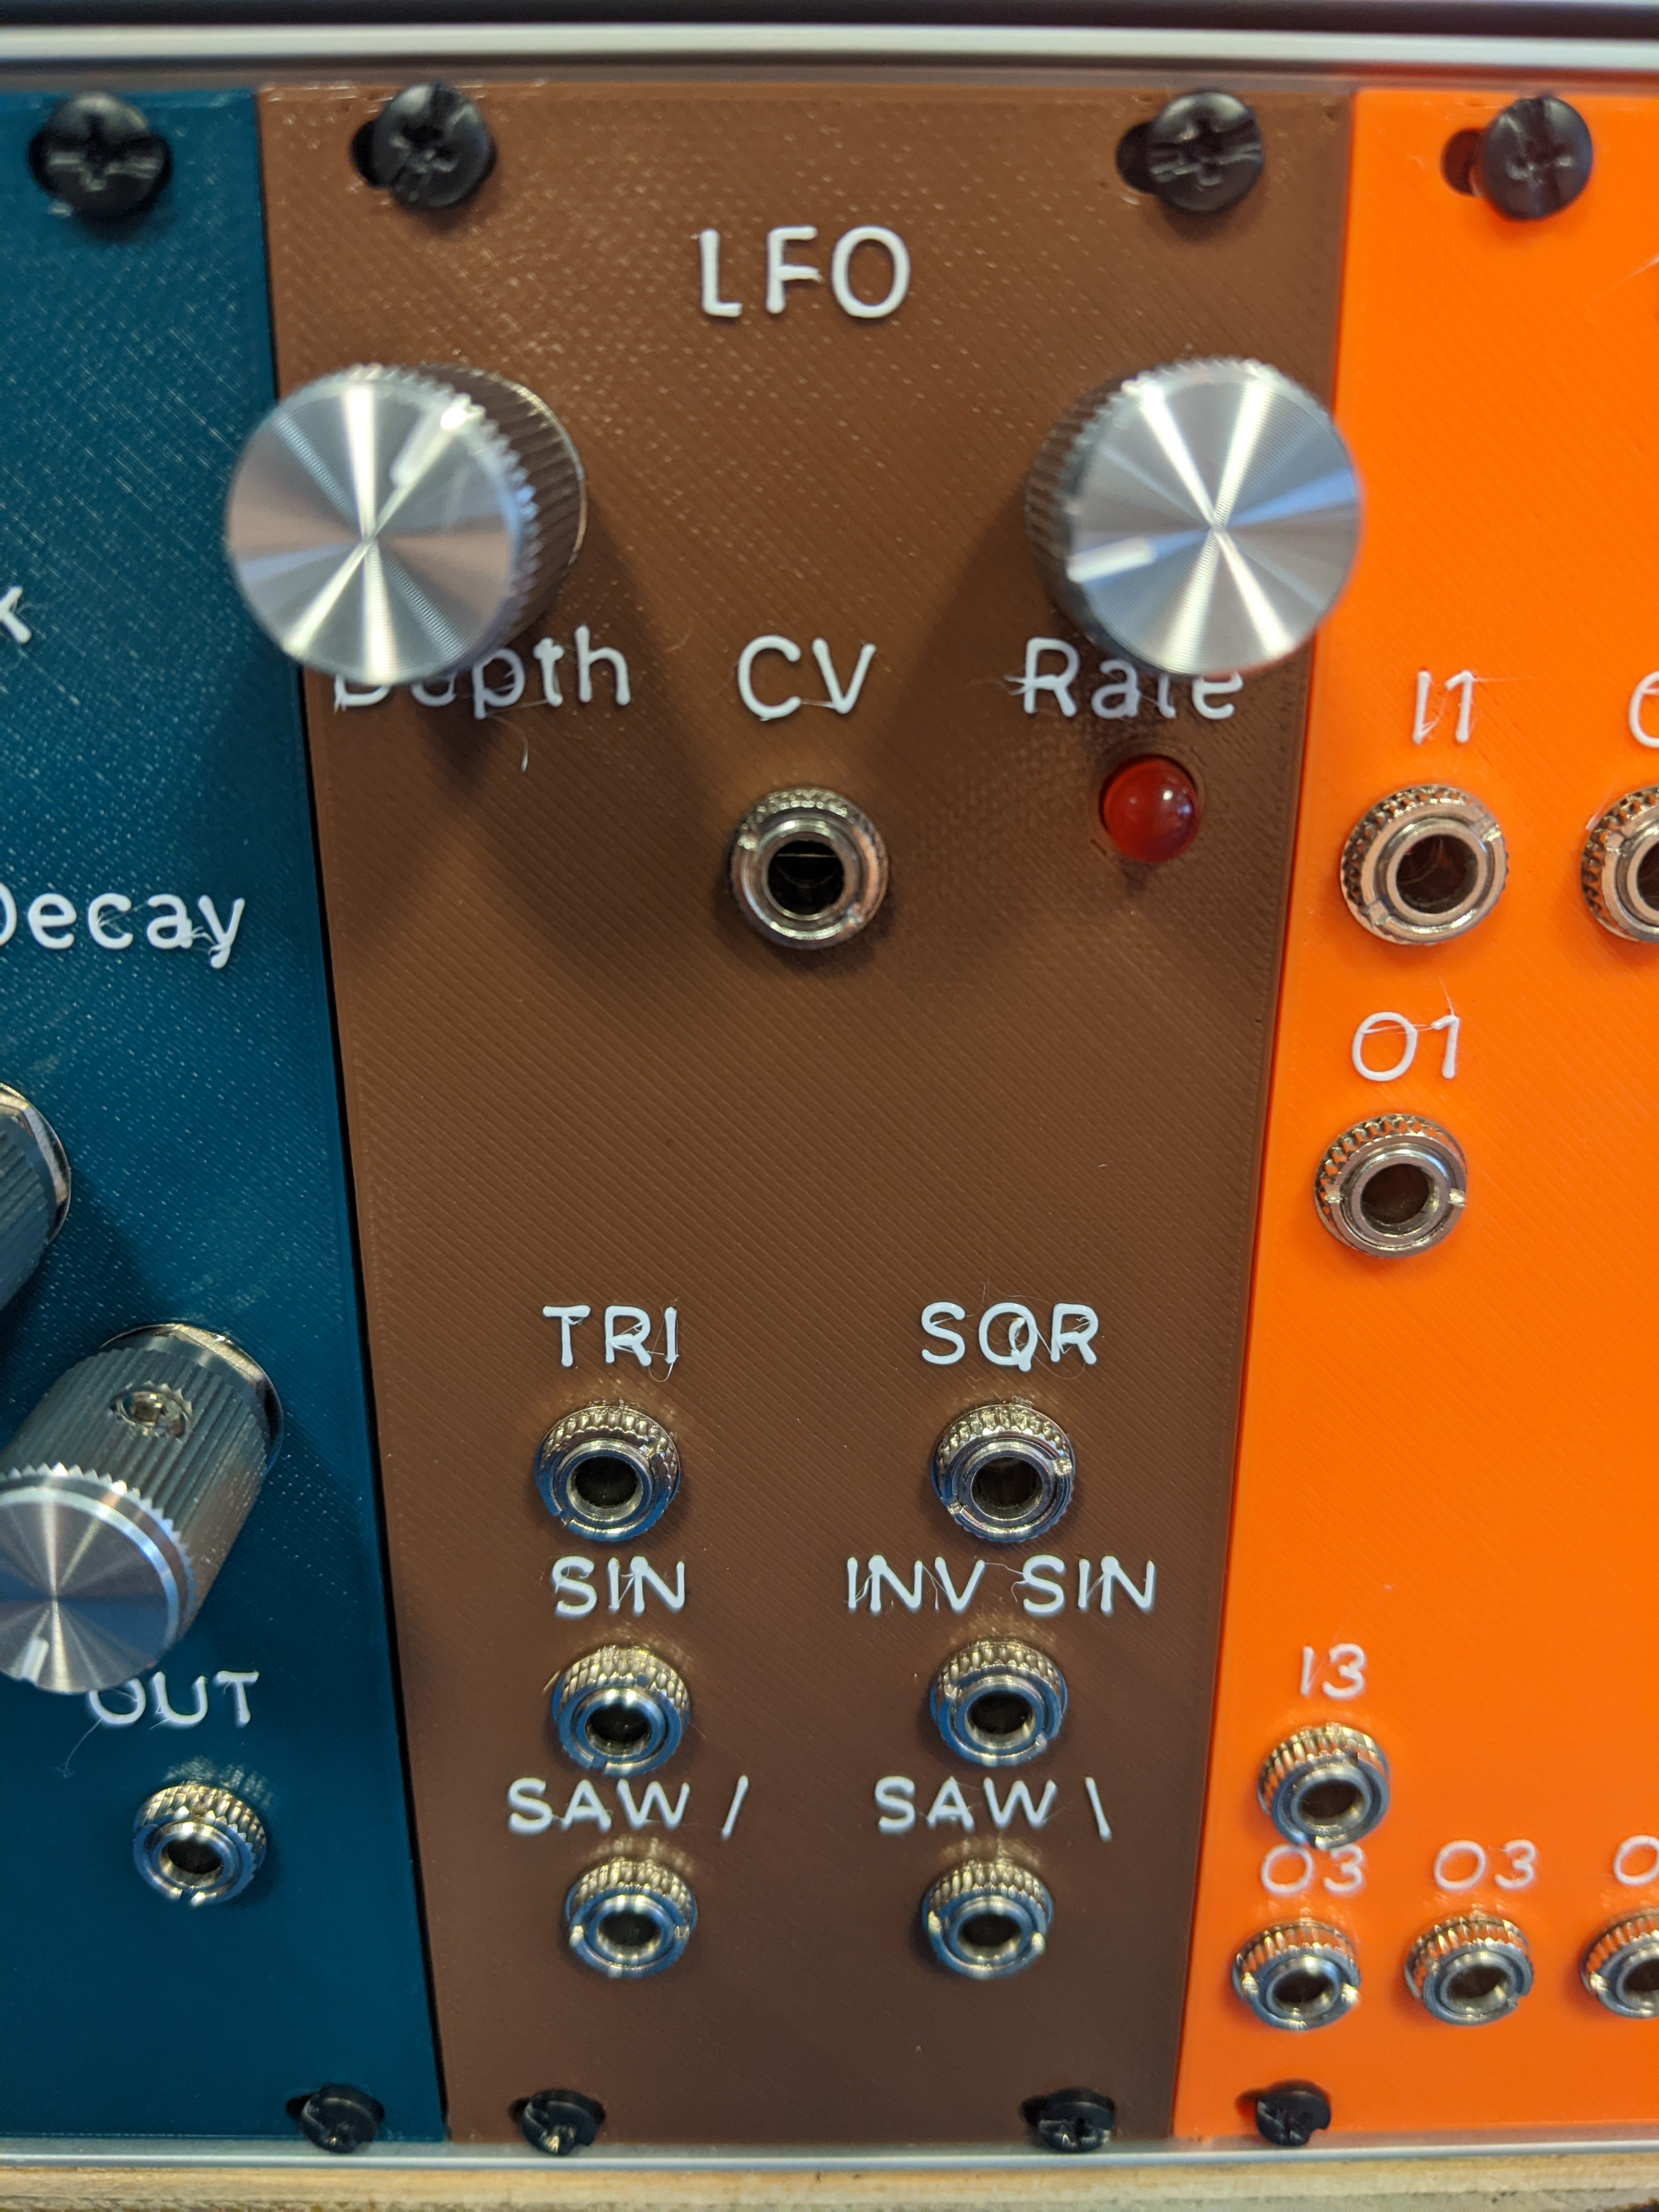 LFO
Depth CV Rate
I1
Decay
O1
TRI SQR
SIN INV SIN
I3
OUT
SAW / SAW \
O3 O3